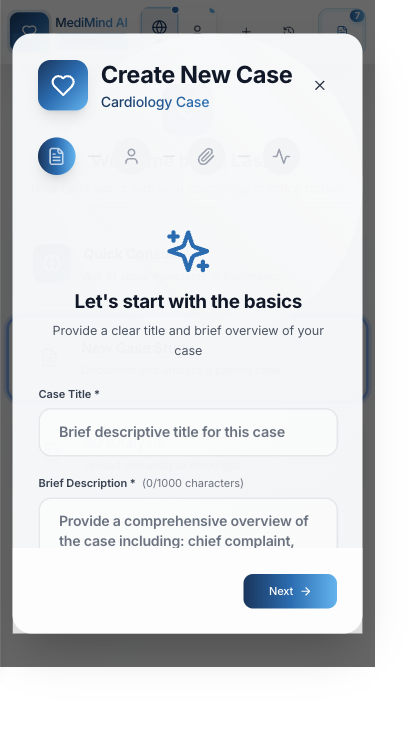 MediMind AI
7
Create New Case
Cardiology Case
Let's start with the basics
Provide a clear title and brief overview of your
case
Case Title *
Brief descriptive title for this case
Brief Description * (0/1000 characters)
Provide a comprehensive overview of
the case including: chief complaint,
Next